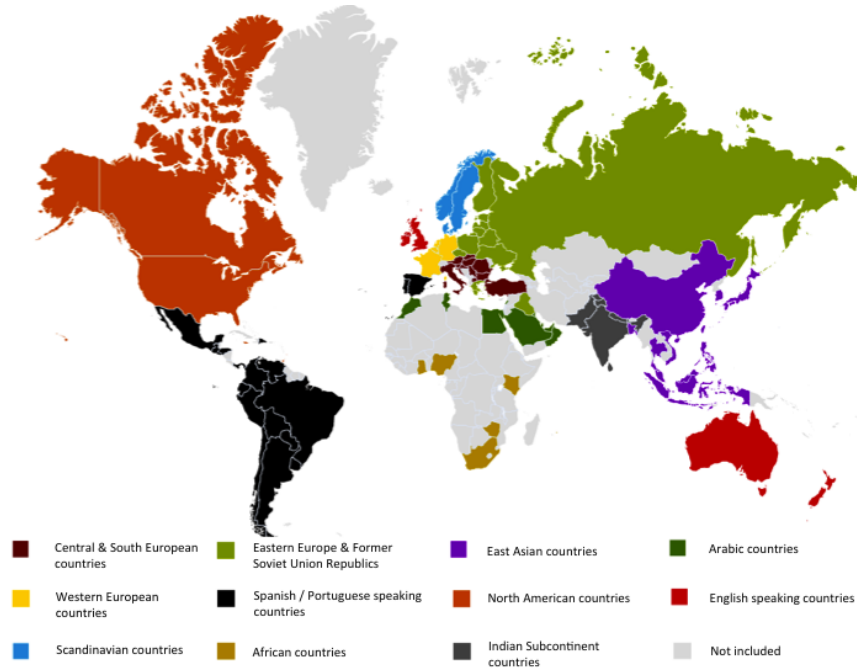 Central & South European
countries
Eastern Europe & Former
Soviet Union Republics
East Asian countries
Arabic countries
Western European
countries
Spanish / Portuguese speaking
countries
North American countries
English speaking countries
Scandinavian countries
African countries
Indian Subcontinent
countries
Not included